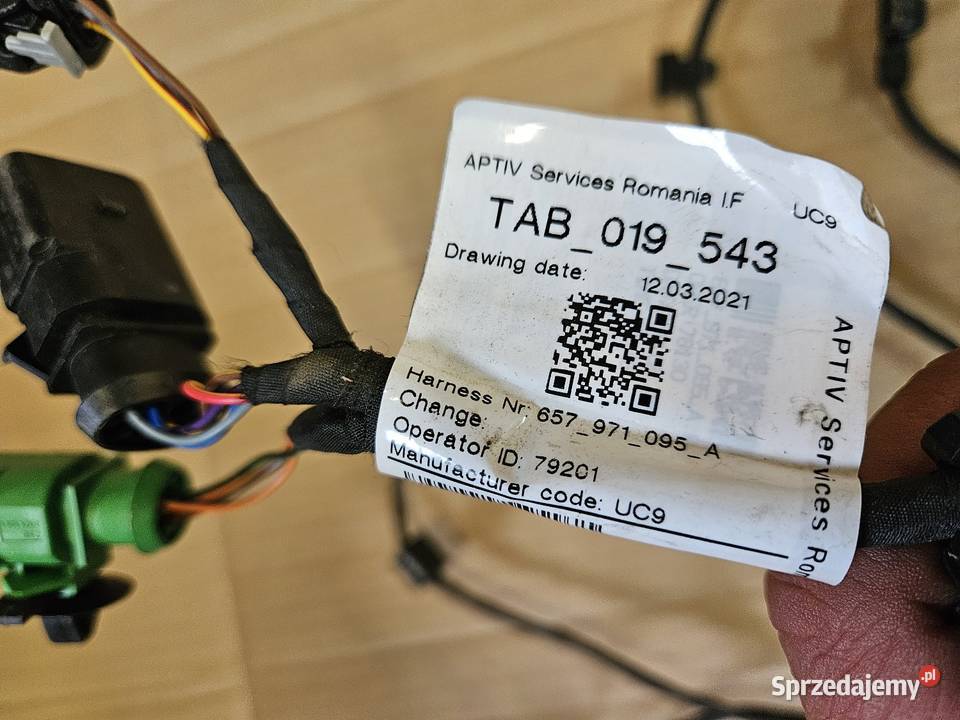 APTIV Services Romania I.F UC9
TAB_019_543
Drawing date:
12.03.2021
Harness Nr: 657_971_095_A
Change:
Operator ID: 79201
Manufacturer code: UC9
APTIV Services Ro
Sprzedajemy.pl